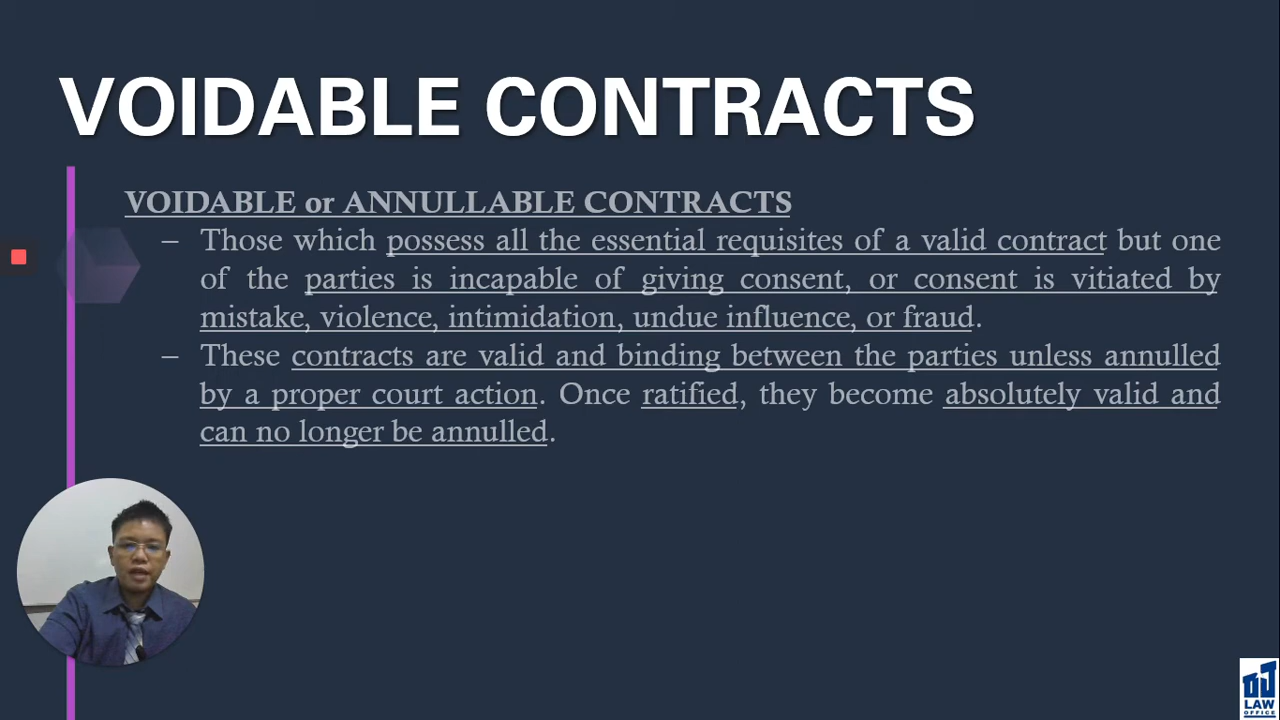 VOIDABLE CONTRACTS
VOIDABLE or ANNULLABLE CONTRACTS
– Those which possess all the essential requisites of a valid contract but one
of the parties is incapable of giving consent, or consent is vitiated by
mistake, violence, intimidation, undue influence, or fraud.
– These contracts are valid and binding between the parties unless annulled
by a proper court action. Once ratified, they become absolutely valid and
can no longer be annulled.
LAW
OFFICE